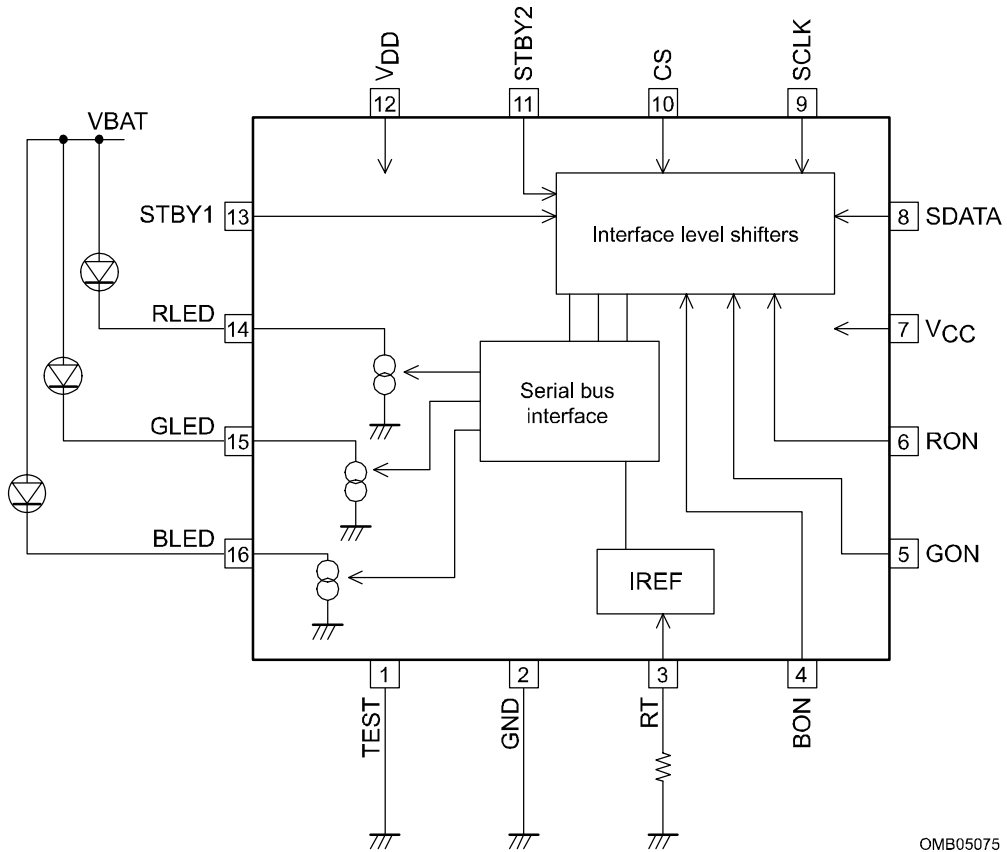 VDD
STBY2
CS
SCLK
12
11
10
9
VBAT
STBY1
13
Interface level shifters
8
SDATA
RLED
14
7
VCC
Serial bus
interface
GLED
15
6
RON
BLED
16
5
GON
IREF
1
2
3
4
TEST
GND
RT
BON
OMB05075